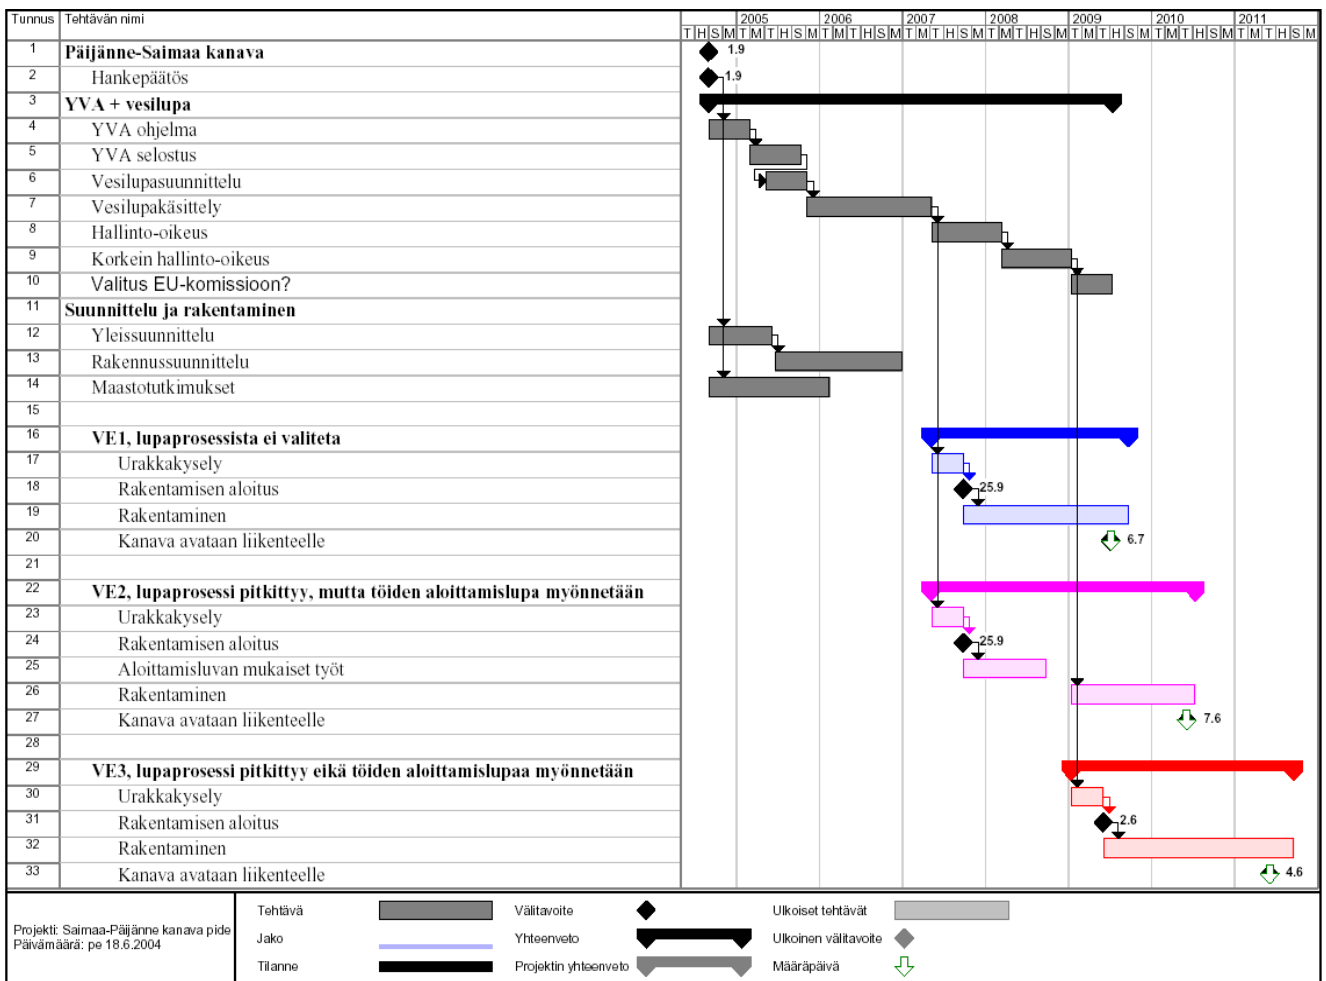 Tunnus Tehtävän nimi 2005 2006 2007 2008 2009 2010 2011
T H S M T M T H S M T M T H S M T M T H S M T M T H S M T M T H S M T M T H S M T M T H S M
1 Päijänne-Saimaa kanava 1.9
2 Hankepäätös 1.9
3 YVA + vesilupa
4 YVA ohjelma
5 YVA selostus
6 Vesilupasuunnittelu
7 Vesilupakäsittely
8 Hallinto-oikeus
9 Korkein hallinto-oikeus
10 Valitus EU-komissioon?
11 Suunnittelu ja rakentaminen
12 Yleissuunnittelu
13 Rakennussuunnittelu
14 Maastotutkimukset
15
16 VE1, lupaprosessista ei valiteta
17 Urakkakysely
18 Rakentamisen aloitus 25.9
19 Rakentaminen
20 Kanava avataan liikenteelle 6.7
21
22 VE2, lupaprosessi pitkittyy, mutta töiden aloittamislupa myönnetään
23 Urakkakysely
24 Rakentamisen aloitus 25.9
25 Aloittamisluvan mukaiset työt
26 Rakentaminen
27 Kanava avataan liikenteelle 7.6
28
29 VE3, lupaprosessi pitkittyy eikä töiden aloittamislupaa myönnetään
30 Urakkakysely
31 Rakentamisen aloitus 2.6
32 Rakentaminen
33 Kanava avataan liikenteelle 4.6
Projekti: Saimaa-Päijänne kanava pide
Päivämäärä: pe 18.6.2004
Tehtävä Välitavoite Ulkoiset tehtävät
Jako Yhteenveto Ulkoinen välitavoite
Tilanne Projektin yhteenveto Määräpäivä